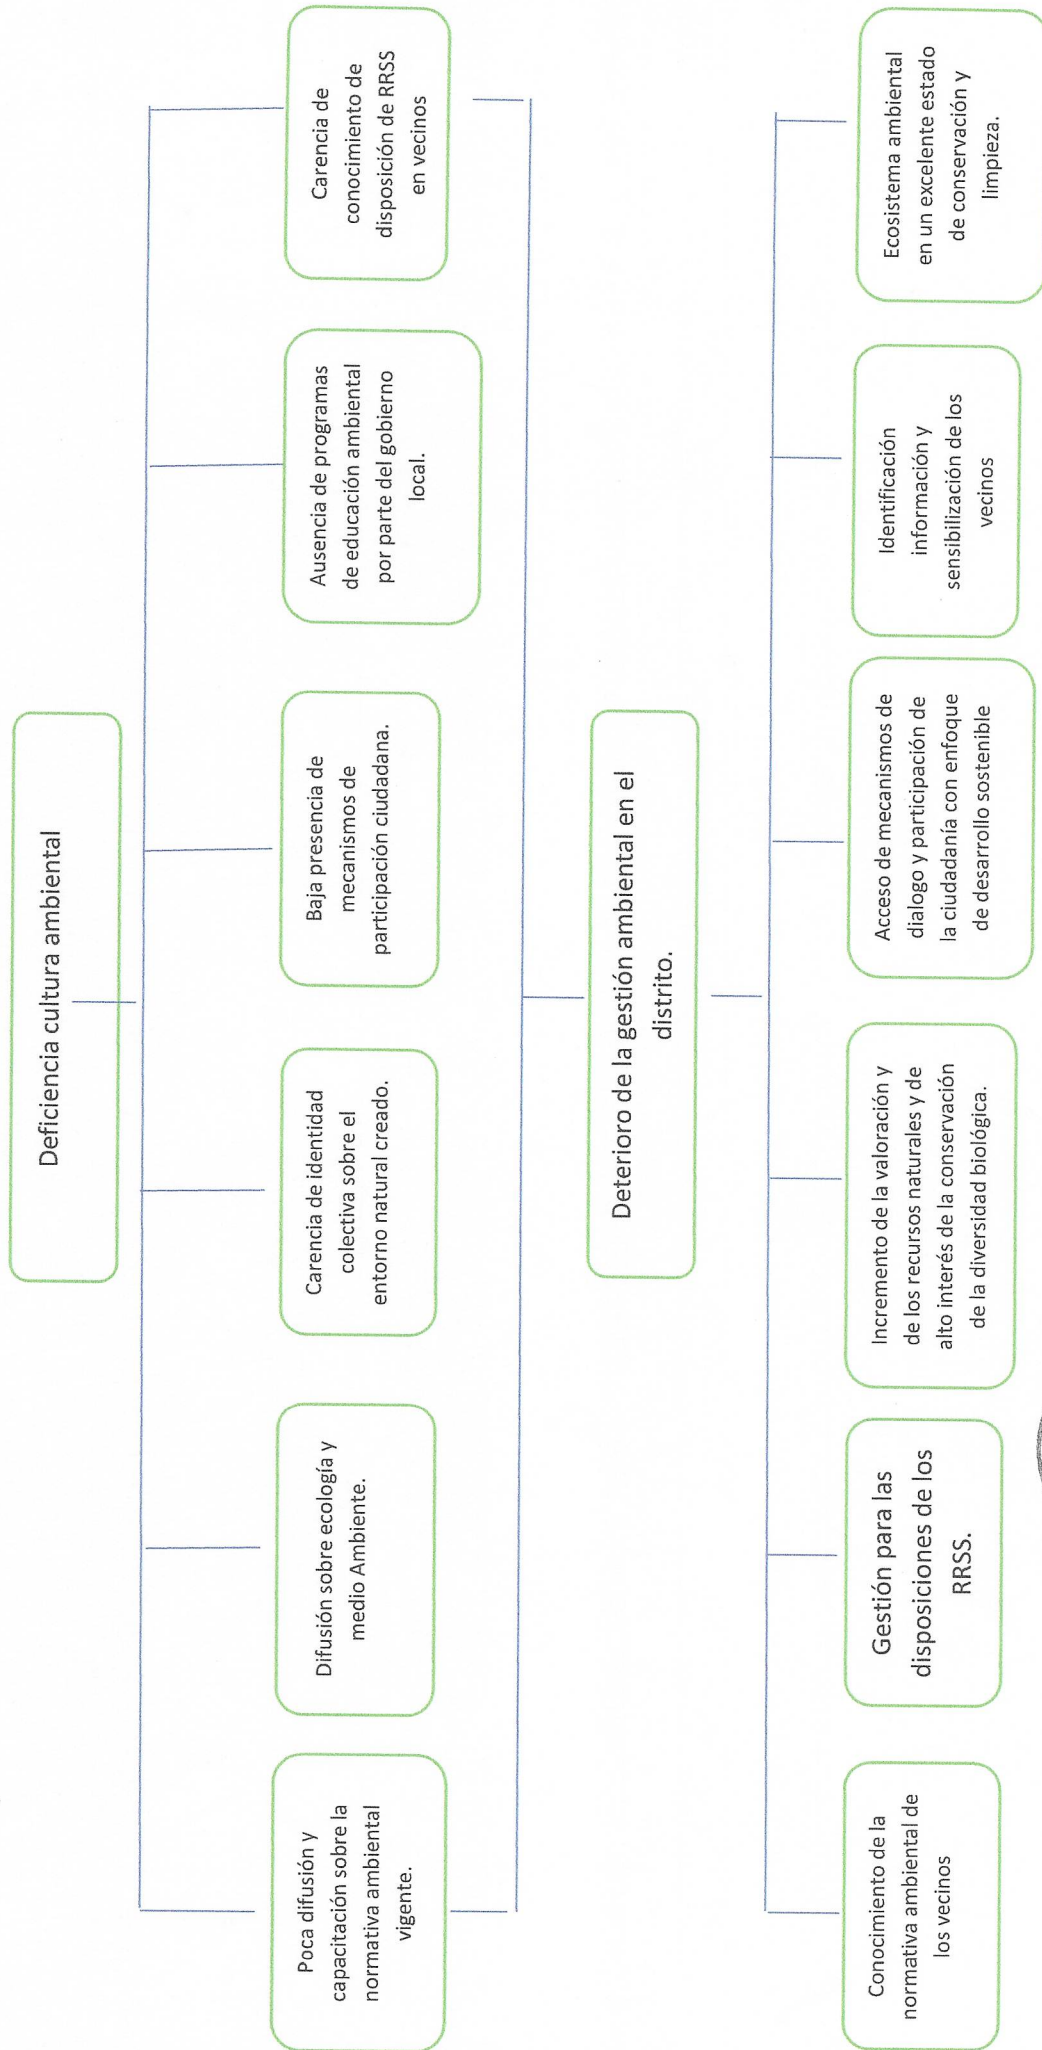 Deficiencia cultura ambiental
Poca difusión y
capacitación sobre la
normativa ambiental
vigente.
Difusión sobre ecología y
medio Ambiente.
Carencia de identidad
colectiva sobre el
entorno natural creado.
Baja presencia de
mecanismos de
participación ciudadana.
Ausencia de programas
de educación ambiental
por parte del gobierno
local.
Carencia de
conocimiento de
disposición de RRSS
en vecinos
Deterioro de la gestión ambiental en el
distrito.
Conocimiento de la
normativa ambiental de
los vecinos
Gestión para las
disposiciones de los
RRSS.
Incremento de la valoración y
de los recursos naturales y de
alto interés de la conservación
de la diversidad biológica.
Acceso de mecanismos de
dialogo y participación de
la ciudadanía con enfoque
de desarrollo sostenible
Identificación
información y
sensibilización de los
vecinos
Ecosistema ambiental
en un excelente estado
de conservación y
limpieza.